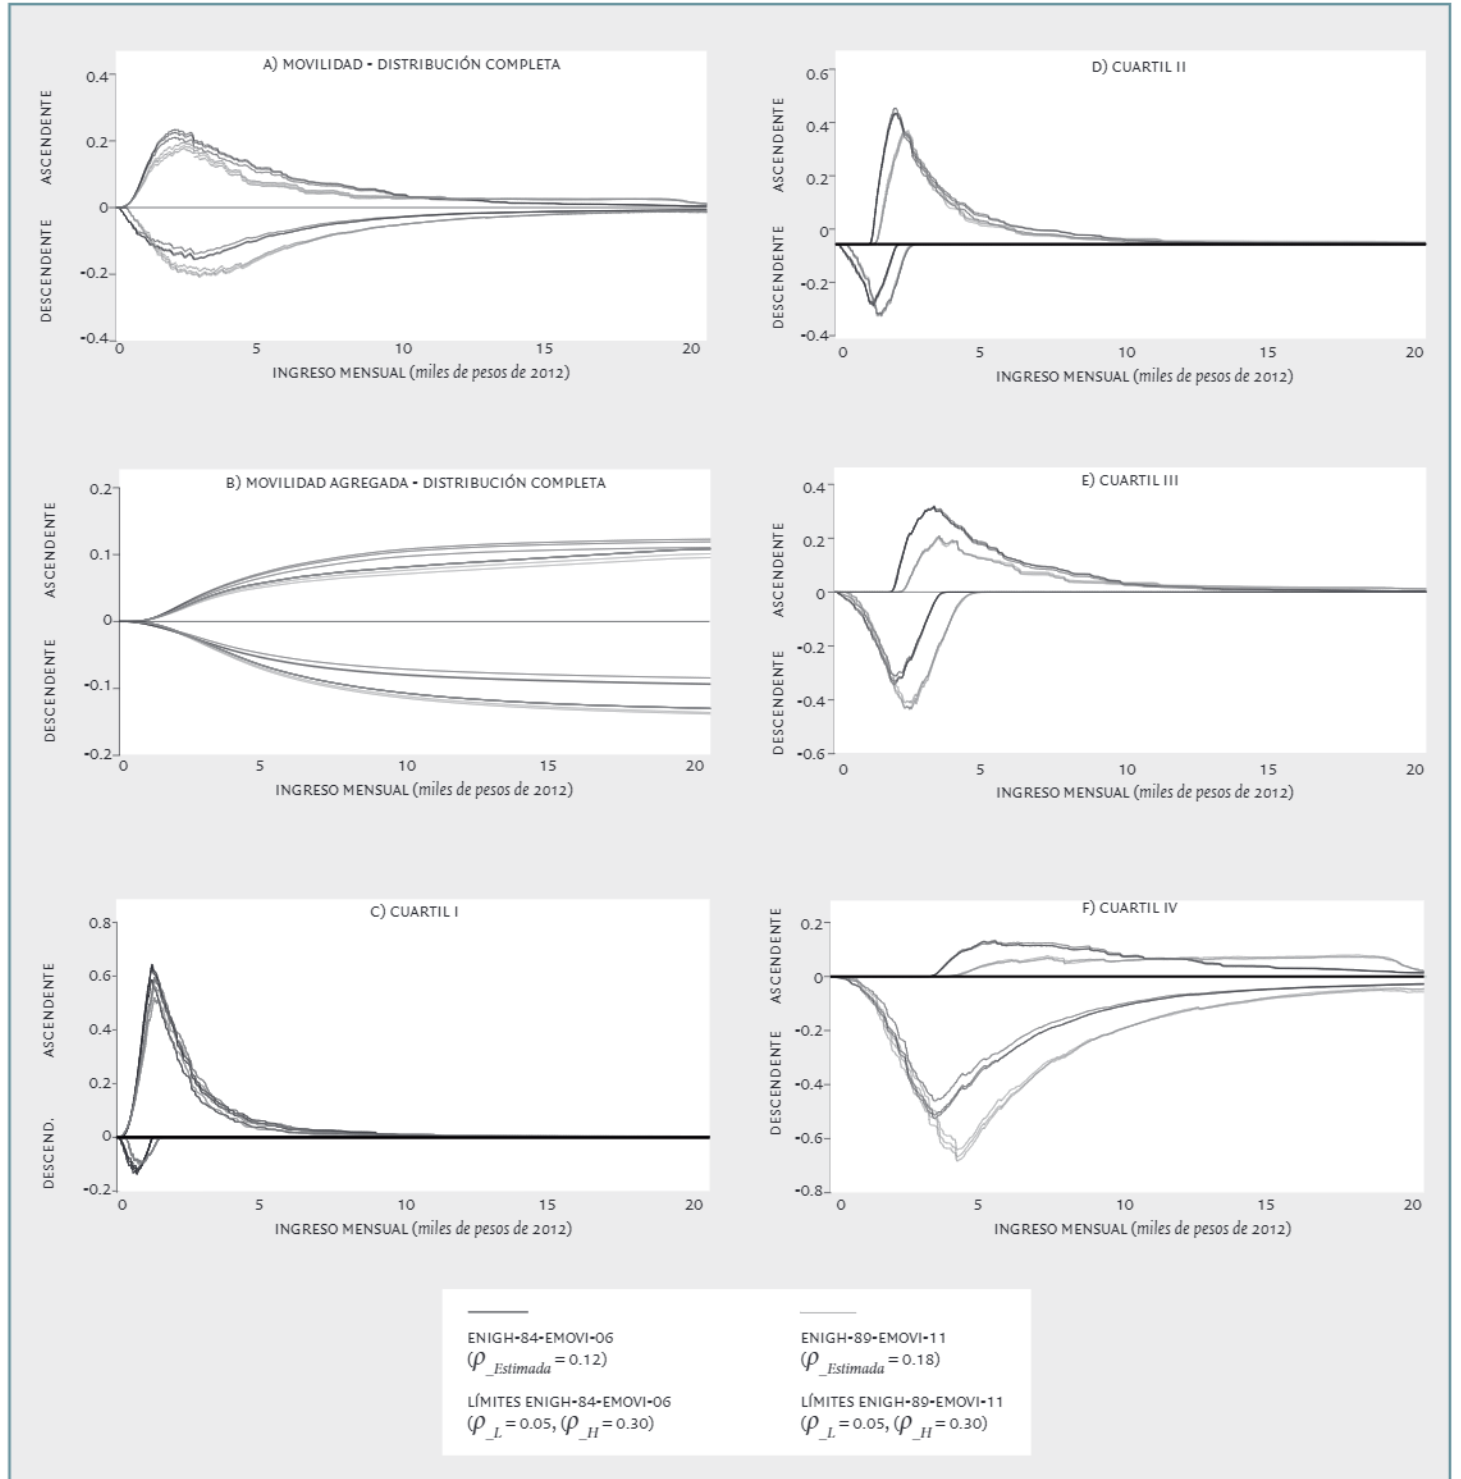 A) MOVILIDAD - DISTRIBUCIÓN COMPLETA
ASCENDENTE
DESCENDENTE
0.4
0.2
0
-0.2
-0.4
0 5 10 15 20
INGRESO MENSUAL (miles de pesos de 2012)
B) MOVILIDAD AGREGADA - DISTRIBUCIÓN COMPLETA
ASCENDENTE
DESCENDENTE
0.2
0.1
0
-0.1
-0.2
0 5 10 15 20
INGRESO MENSUAL (miles de pesos de 2012)
C) CUARTIL I
ASCENDENTE
DESCEND.
0.8
0.6
0.4
0.2
0
-0.2
0 5 10 15 20
INGRESO MENSUAL (miles de pesos de 2012)
D) CUARTIL II
ASCENDENTE
DESCENDENTE
0.6
0.4
0.2
0
-0.2
-0.4
0 5 10 15 20
INGRESO MENSUAL (miles de pesos de 2012)
E) CUARTIL III
ASCENDENTE
DESCENDENTE
0.4
0.2
0
-0.2
-0.4
-0.6
0 5 10 15 20
INGRESO MENSUAL (miles de pesos de 2012)
F) CUARTIL IV
ASCENDENTE
DESCENDENTE
0.2
0
-0.2
-0.4
-0.6
-0.8
0 5 10 15 20
INGRESO MENSUAL (miles de pesos de 2012)
ENIGH-84-EMOVI-06
(φ_Estimada = 0.12)
LÍMITES ENIGH-84-EMOVI-06
(φ_L = 0.05, (φ_H = 0.30)
ENIGH-89-EMOVI-11
(φ_Estimada = 0.18)
LÍMITES ENIGH-89-EMOVI-11
(φ_L = 0.05, (φ_H = 0.30)